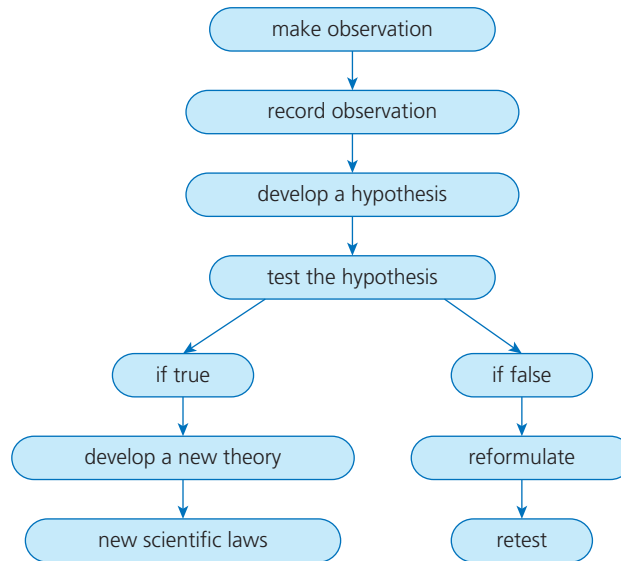 make observation
record observation
develop a hypothesis
test the hypothesis
if true
if false
develop a new theory
reformulate
new scientific laws
retest